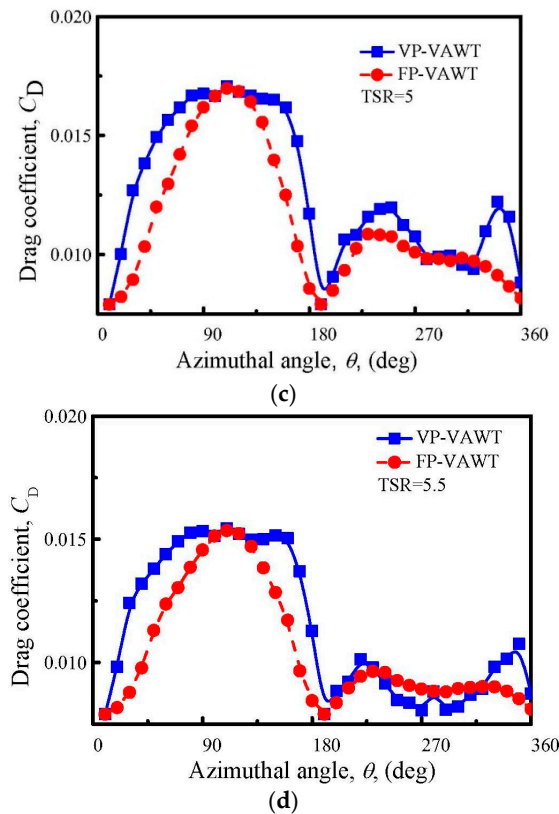 0.020
VP-VAWT
FP-VAWT
TSR=5
0.015
0.010
Drag coefficient, C_D
0 90 180 270 360
Azimuthal angle, θ, (deg)
(c)
0.020
VP-VAWT
FP-VAWT
TSR=5.5
0.015
0.010
Drag coefficient, C_D
0 90 180 270 360
Azimuthal angle, θ, (deg)
(d)